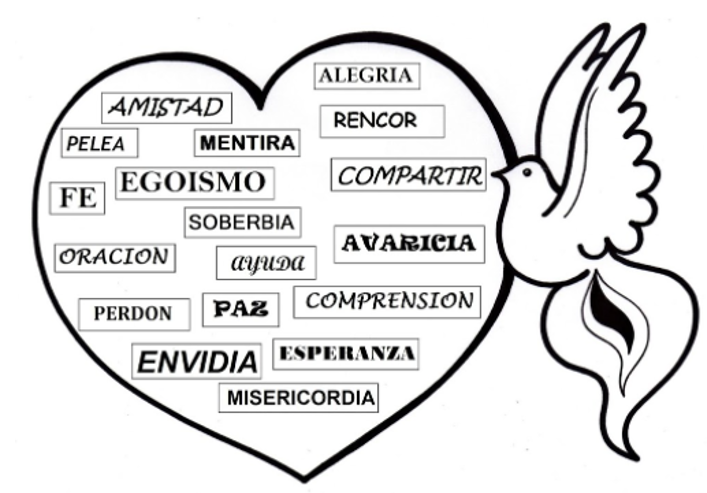 ALEGRIA
AMISTAD
RENCOR
PELEA
MENTIRA
COMPARTIR
EGOISMO
FE
SOBERBIA
AVARICIA
ORACION
AYUDA
COMPRENSION
PERDON
PAZ
ENVIDIA
ESPERANZA
MISERICORDIA